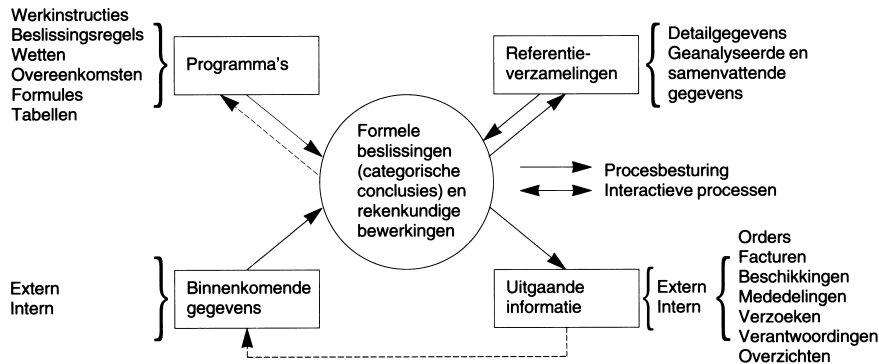 Werkinstructies
Beslissingsregels
Wetten
Overeenkomsten
Formules
Tabellen
Programma's
Referentie-
verzamelingen
Detailgegevens
Geanalyseerde en
samenvattende
gegevens
Formele
beslissingen
(categorische
conclusies) en
rekenkundige
bewerkingen
Procesbesturing
Interactieve processen
Extern
Intern
Binnenkomende
gegevens
Uitgaande
informatie
Extern
Intern
Orders
Facturen
Beschikkingen
Mededelingen
Verzoeken
Verantwoordingen
Overzichten